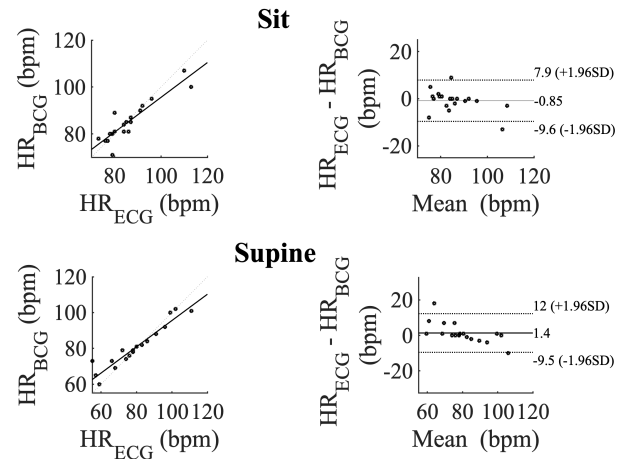 Sit
HR_BCG (bpm)
120
100
80
80
100
120
HR_ECG (bpm)
HR_ECG - HR_BCG
(bpm)
20
0
-20
7.9 (+1.96SD)
-0.85
-9.6 (-1.96SD)
80
100
120
Mean (bpm)
Supine
HR_BCG (bpm)
120
100
80
60
60
80
100
120
HR_ECG (bpm)
HR_ECG - HR_BCG
(bpm)
20
0
-20
12 (+1.96SD)
1.4
-9.5 (-1.96SD)
60
80
100
120
Mean (bpm)